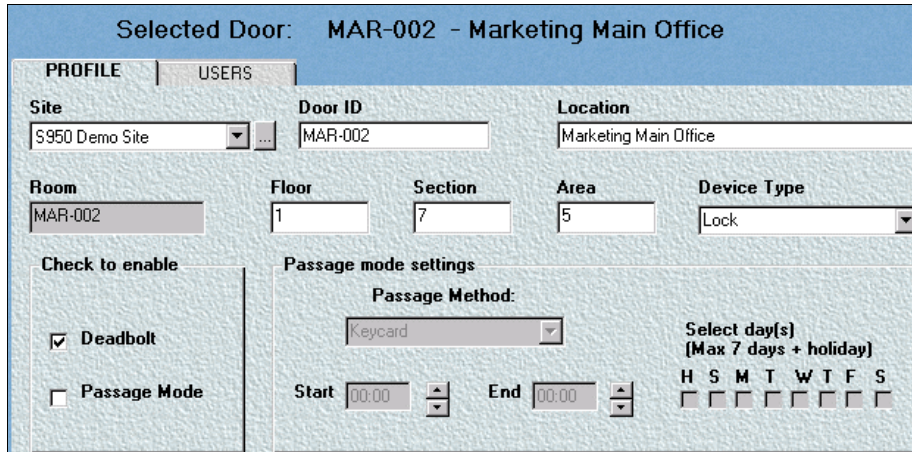 Selected Door: MAR-002 - Marketing Main Office
PROFILE USERS
Site Door ID Location
S950 Demo Site ... MAR-002 Marketing Main Office
Room Floor Section Area Device Type
MAR-002 1 7 5 Lock
Check to enable Passage mode settings
Passage Method:
Keycard
Deadbolt Select day(s)
(Max 7 days + holiday)
H S M T W T F S
Passage Mode Start 00:00 End 00:00